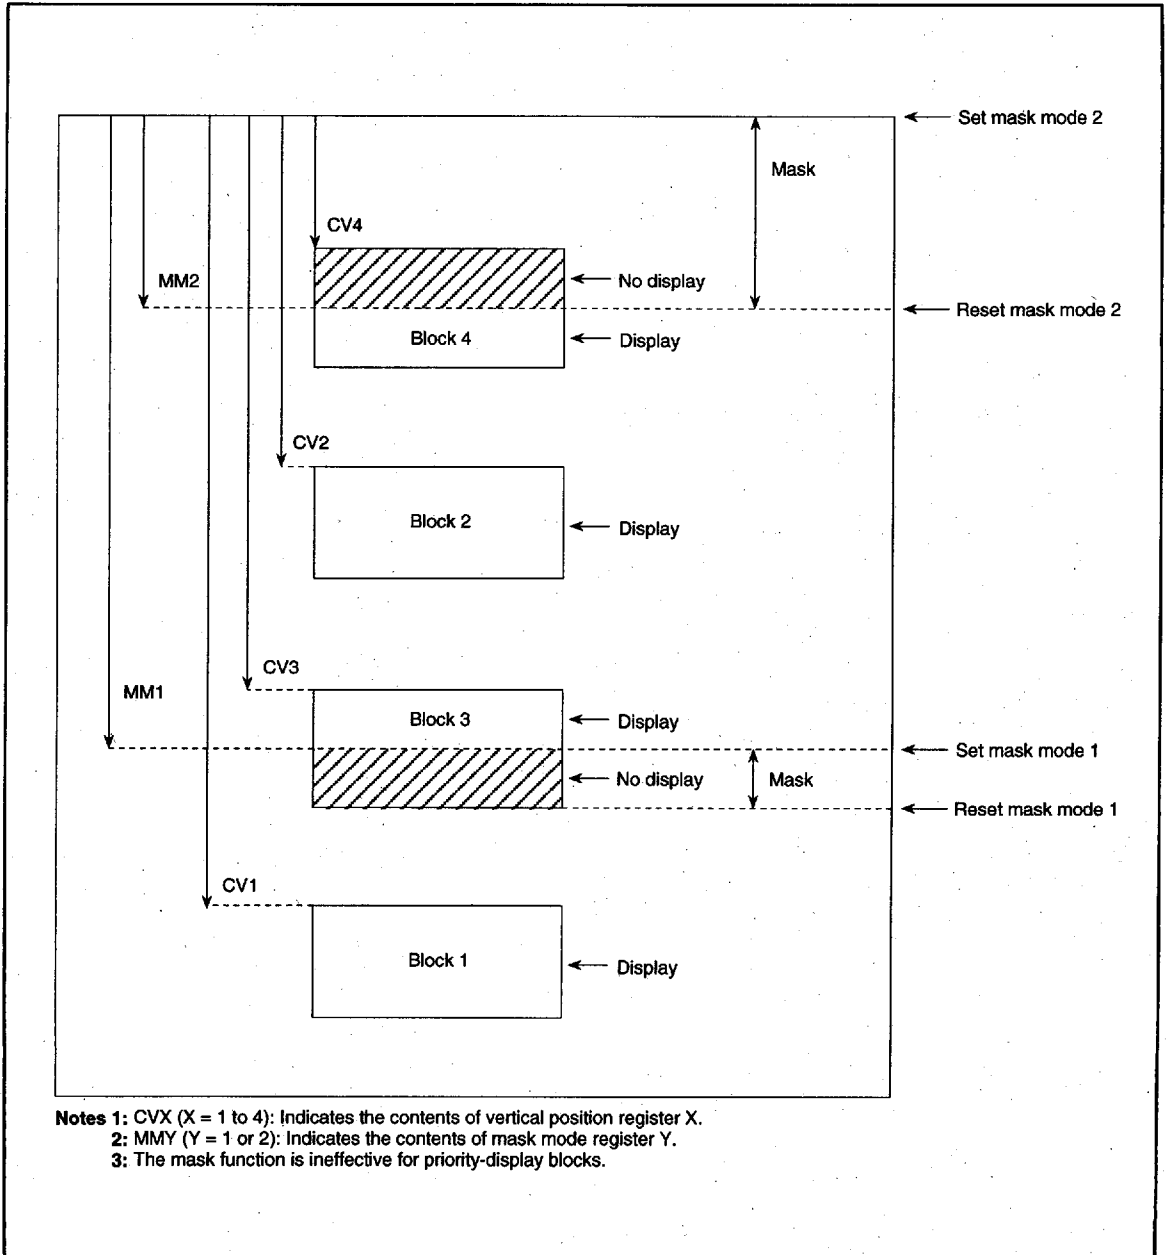 Set mask mode 2
Mask
CV4
MM2
No display
Reset mask mode 2
Block 4
Display
CV2
Block 2
Display
CV3
MM1
Block 3
Display
Set mask mode 1
No display
Mask
Reset mask mode 1
CV1
Block 1
Display
Notes 1: CVX (X = 1 to 4): Indicates the contents of vertical position register X.
2: MMY (Y = 1 or 2): Indicates the contents of mask mode register Y.
3: The mask function is ineffective for priority-display blocks.